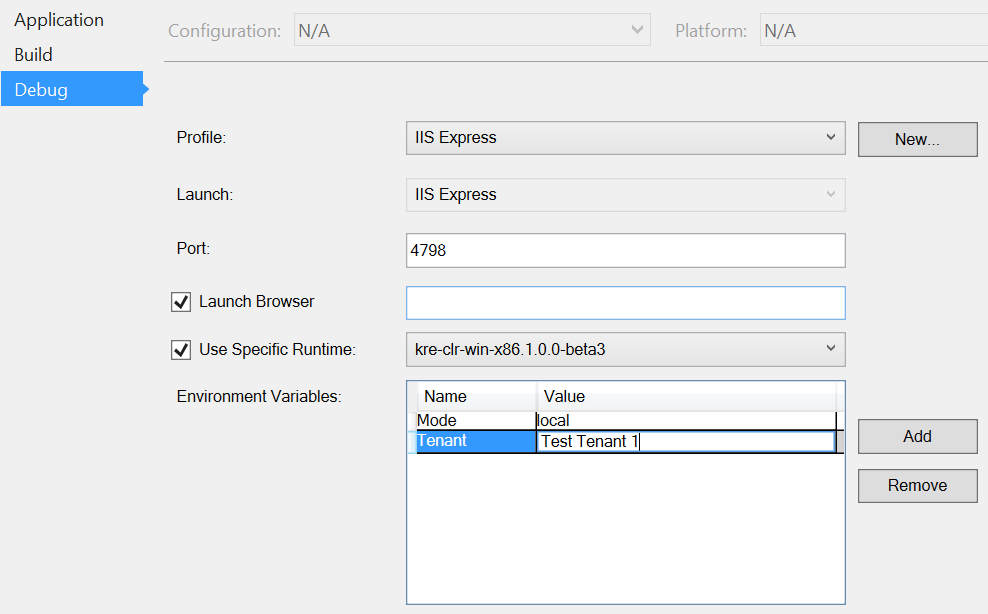 Application
Configuration: N/A Platform: N/A
Build
Debug
Profile: IIS Express New...
Launch: IIS Express
Port: 4798
Launch Browser
Use Specific Runtime: kre-clr-win-x86.1.0.0-beta3
Environment Variables: Name Value
Mode local
Tenant Test Tenant 1
Add
Remove